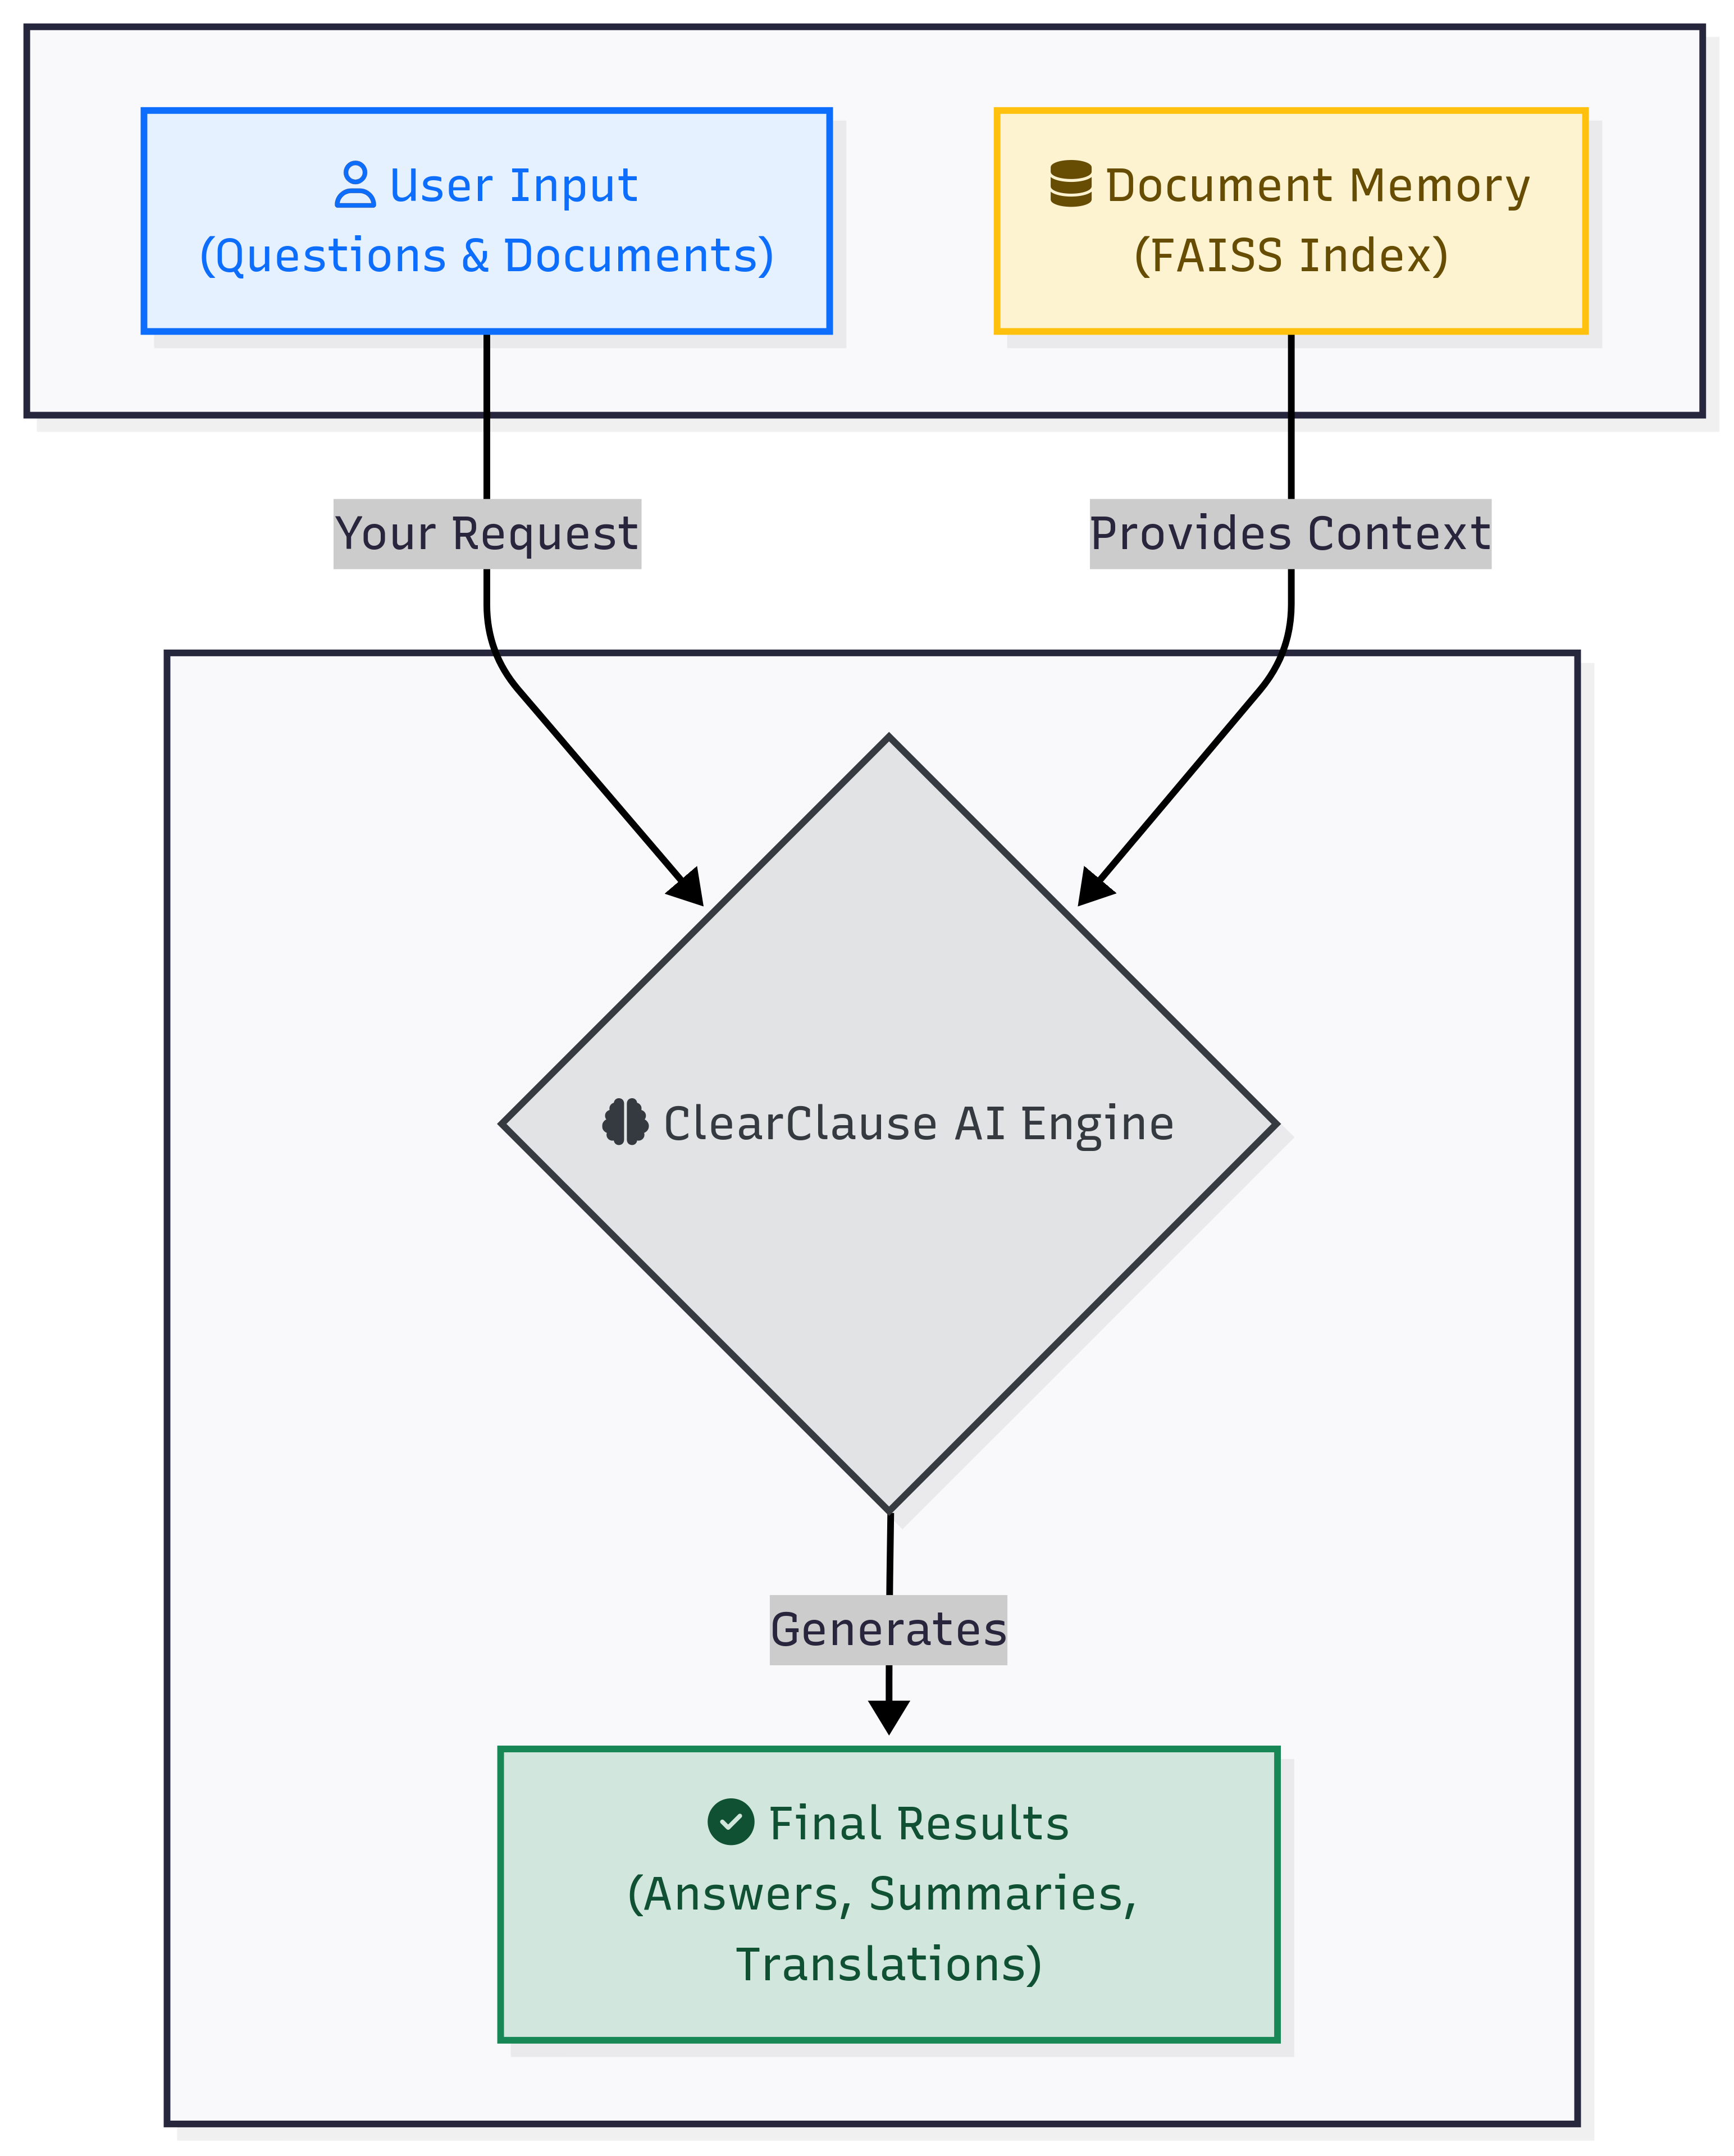 User Input
(Questions & Documents)
Document Memory
(FAISS Index)
Your Request
Provides Context
ClearClause AI Engine
Generates
Final Results
(Answers, Summaries,
Translations)